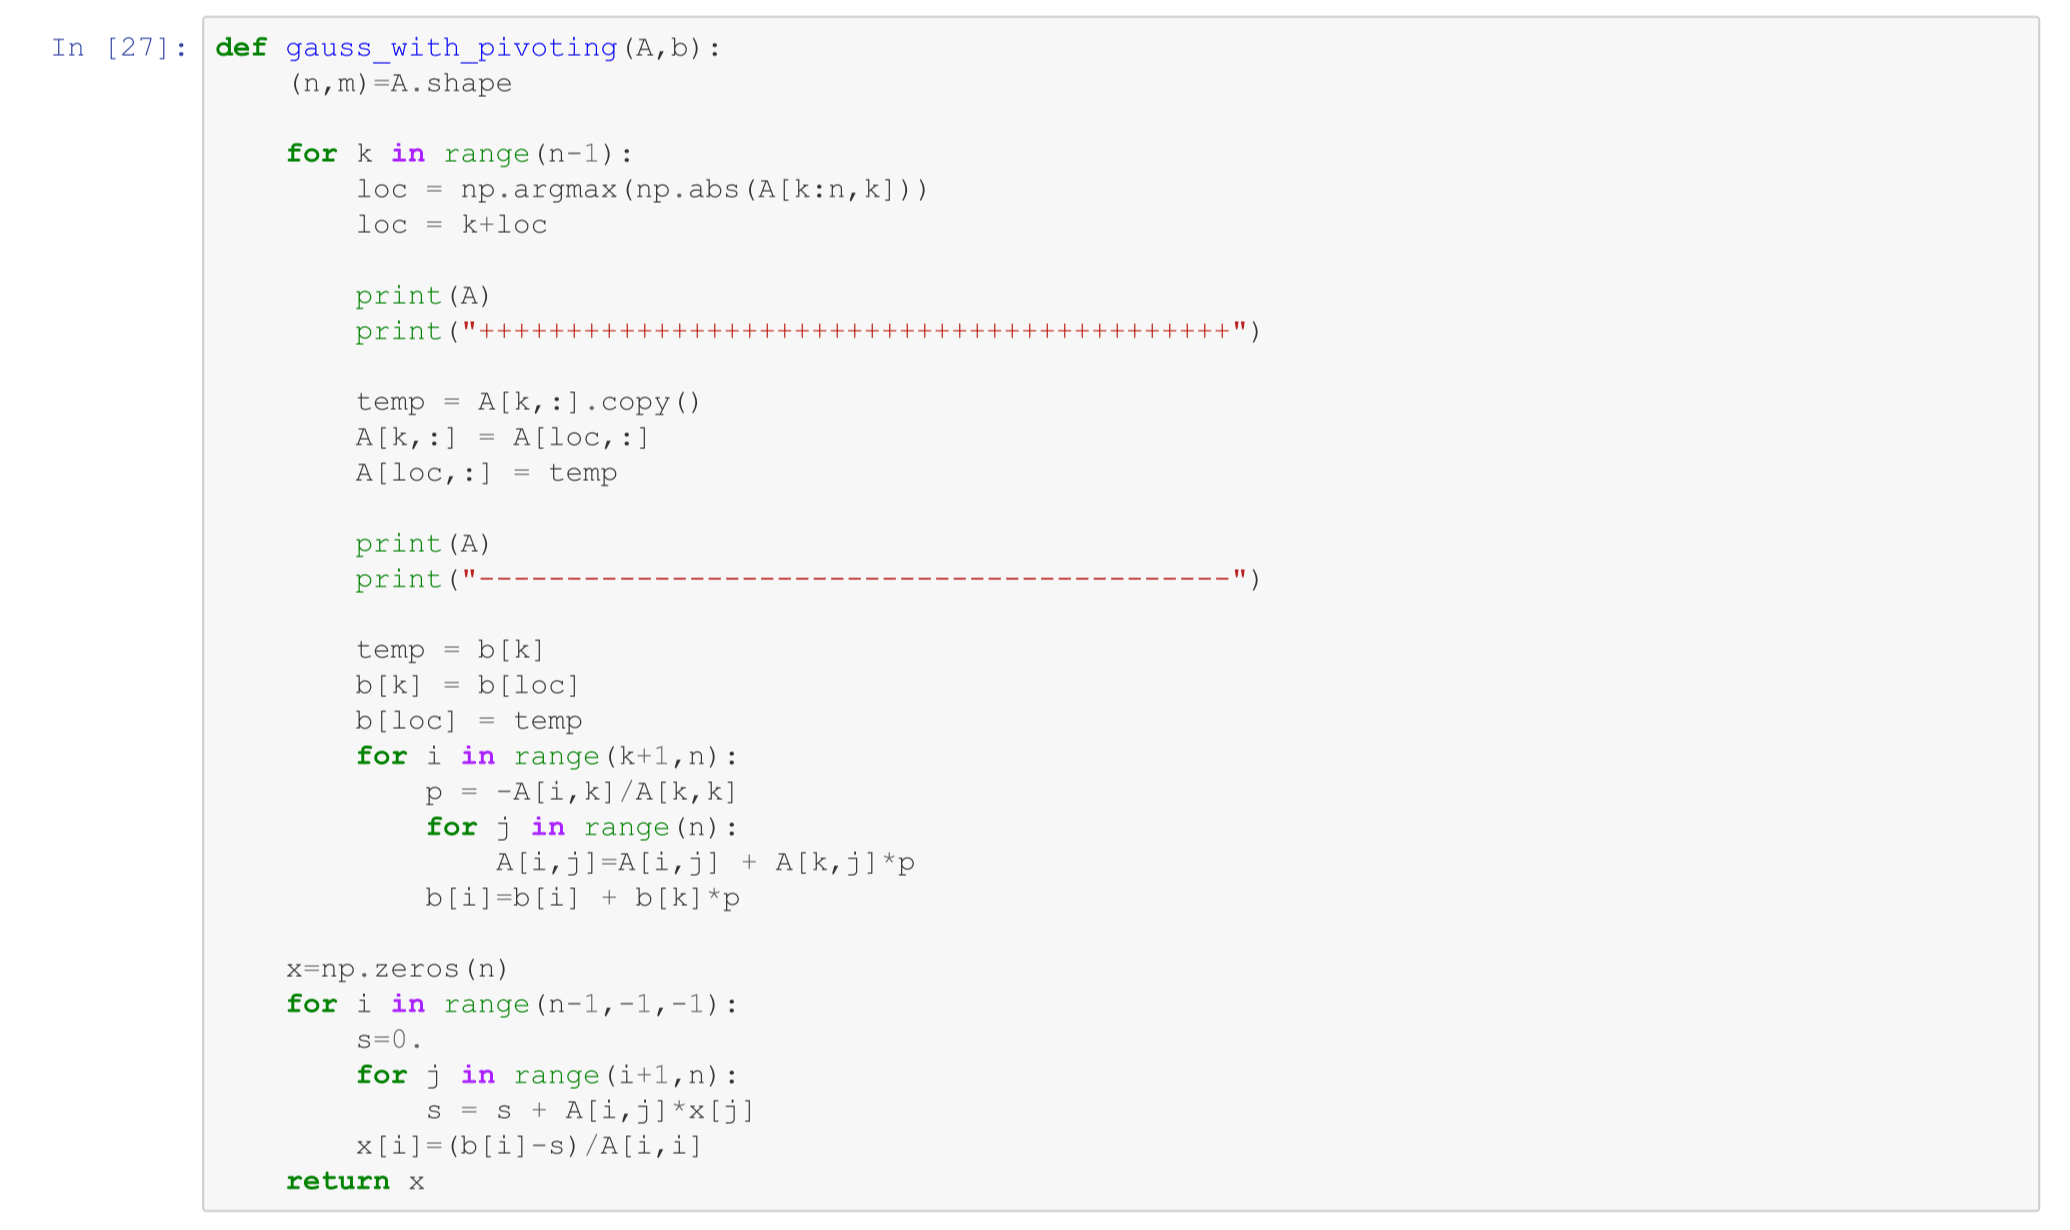 In [27]: def gauss_with_pivoting(A,b):
(n,m)=A.shape
for k in range(n-1):
loc = np.argmax(np.abs(A[k:n,k]))
loc = k+loc
print(A)
print("+++++++++++++++++++++++++++++++++++++++++++")
temp = A[k,:].copy()
A[k,:] = A[loc,:]
A[loc,:] = temp
print(A)
print("-------------------------------------------")
temp = b[k]
b[k] = b[loc]
b[loc] = temp
for i in range(k+1,n):
p = -A[i,k]/A[k,k]
for j in range(n):
A[i,j]=A[i,j] + A[k,j]*p
b[i]=b[i] + b[k]*p
x=np.zeros(n)
for i in range(n-1,-1,-1):
s=0.
for j in range(i+1,n):
s = s + A[i,j]*x[j]
x[i]=(b[i]-s)/A[i,i]
return x